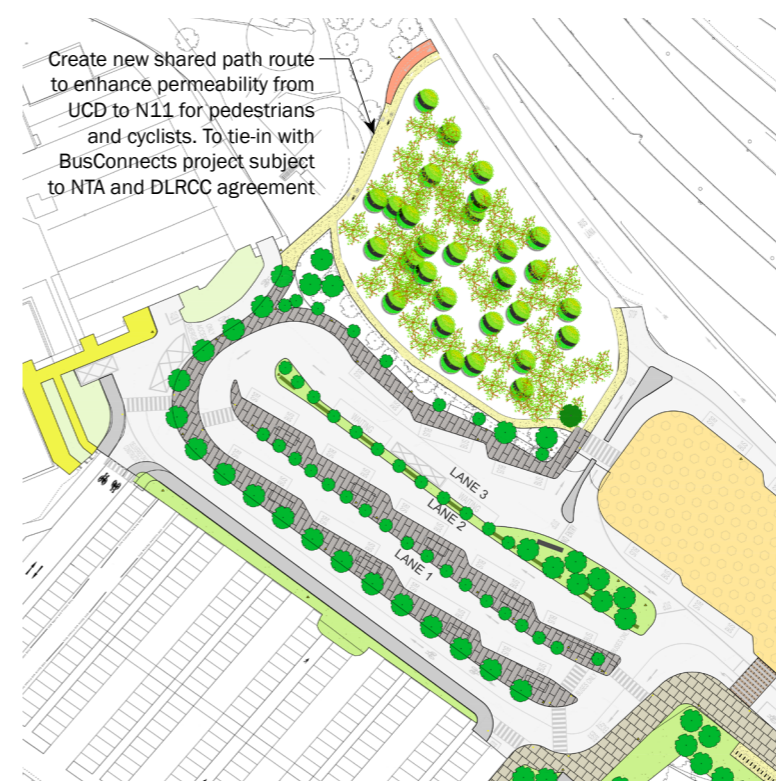 Create new shared path route
to enhance permeability from
UCD to N11 for pedestrians
and cyclists. To tie-in with
BusConnects project subject
to NTA and DLRCC agreement
LANE 3
LANE 2
LANE 1